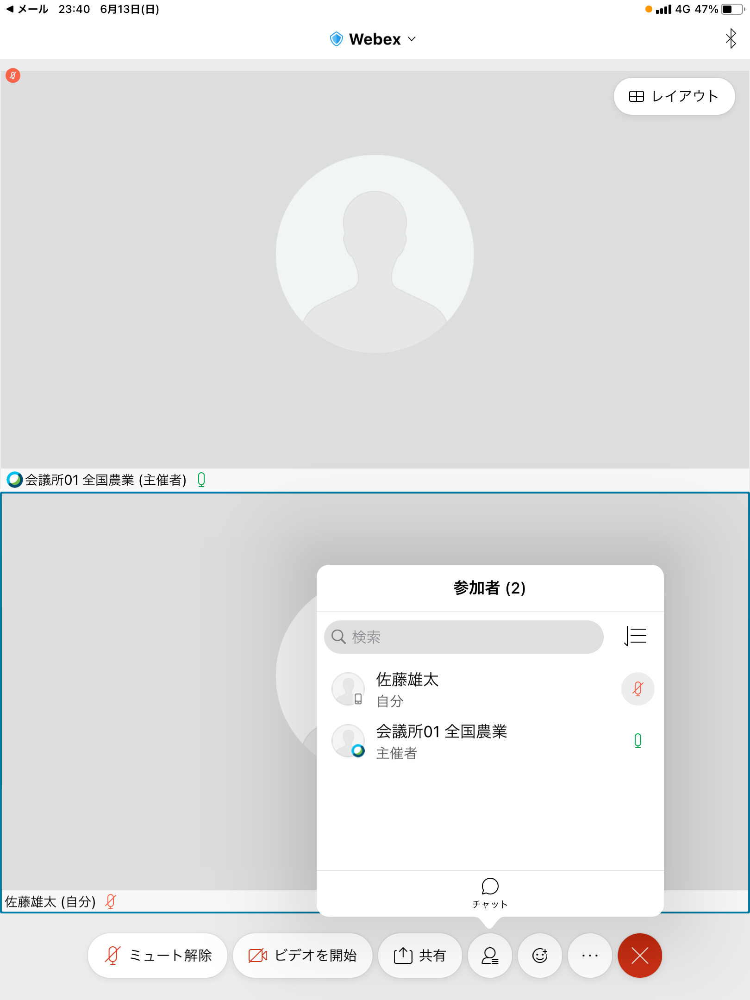 メール 23:40 6月13日(日) 4G 47%
Webex
レイアウト
会議所01 全国農業 (主催者)
参加者 (2)
検索
佐藤雄太
自分
会議所01 全国農業
主催者
チャット
佐藤雄太 (自分)
ミュート解除 ビデオを開始 共有